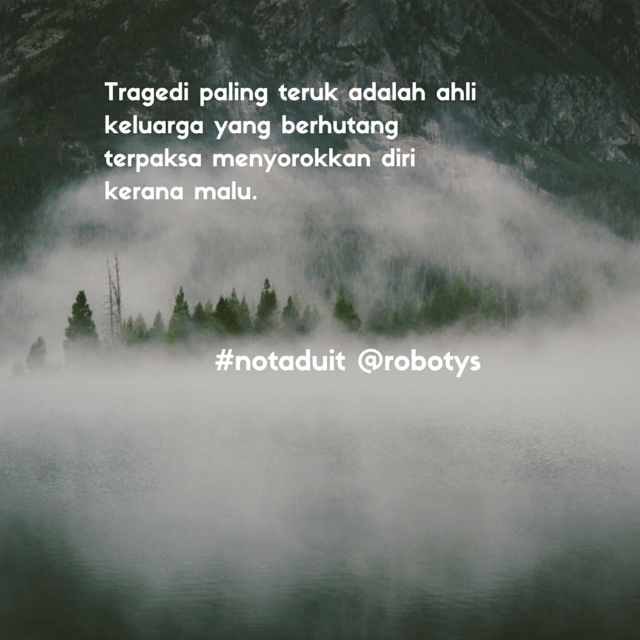 Tragedi paling teruk adalah ahli
keluarga yang berhutang
terpaksa menyorokkan diri
kerana malu.
#notaduit @robotys